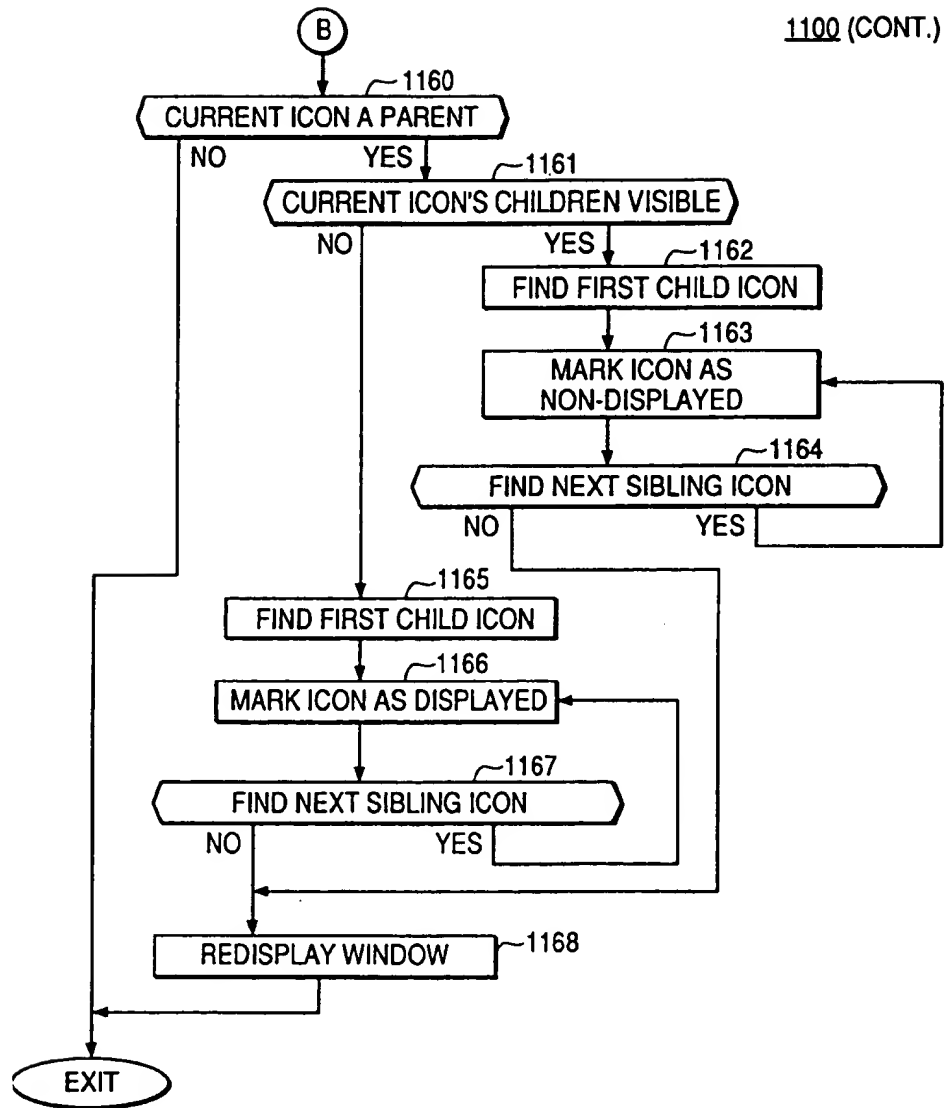 B
1100 (CONT.)
1160
CURRENT ICON A PARENT
NO
YES
1161
CURRENT ICON'S CHILDREN VISIBLE
NO
YES
1162
FIND FIRST CHILD ICON
1163
MARK ICON AS
NON-DISPLAYED
1164
FIND NEXT SIBLING ICON
NO
YES
1165
FIND FIRST CHILD ICON
1166
MARK ICON AS DISPLAYED
1167
FIND NEXT SIBLING ICON
NO
YES
REDISPLAY WINDOW
1168
EXIT